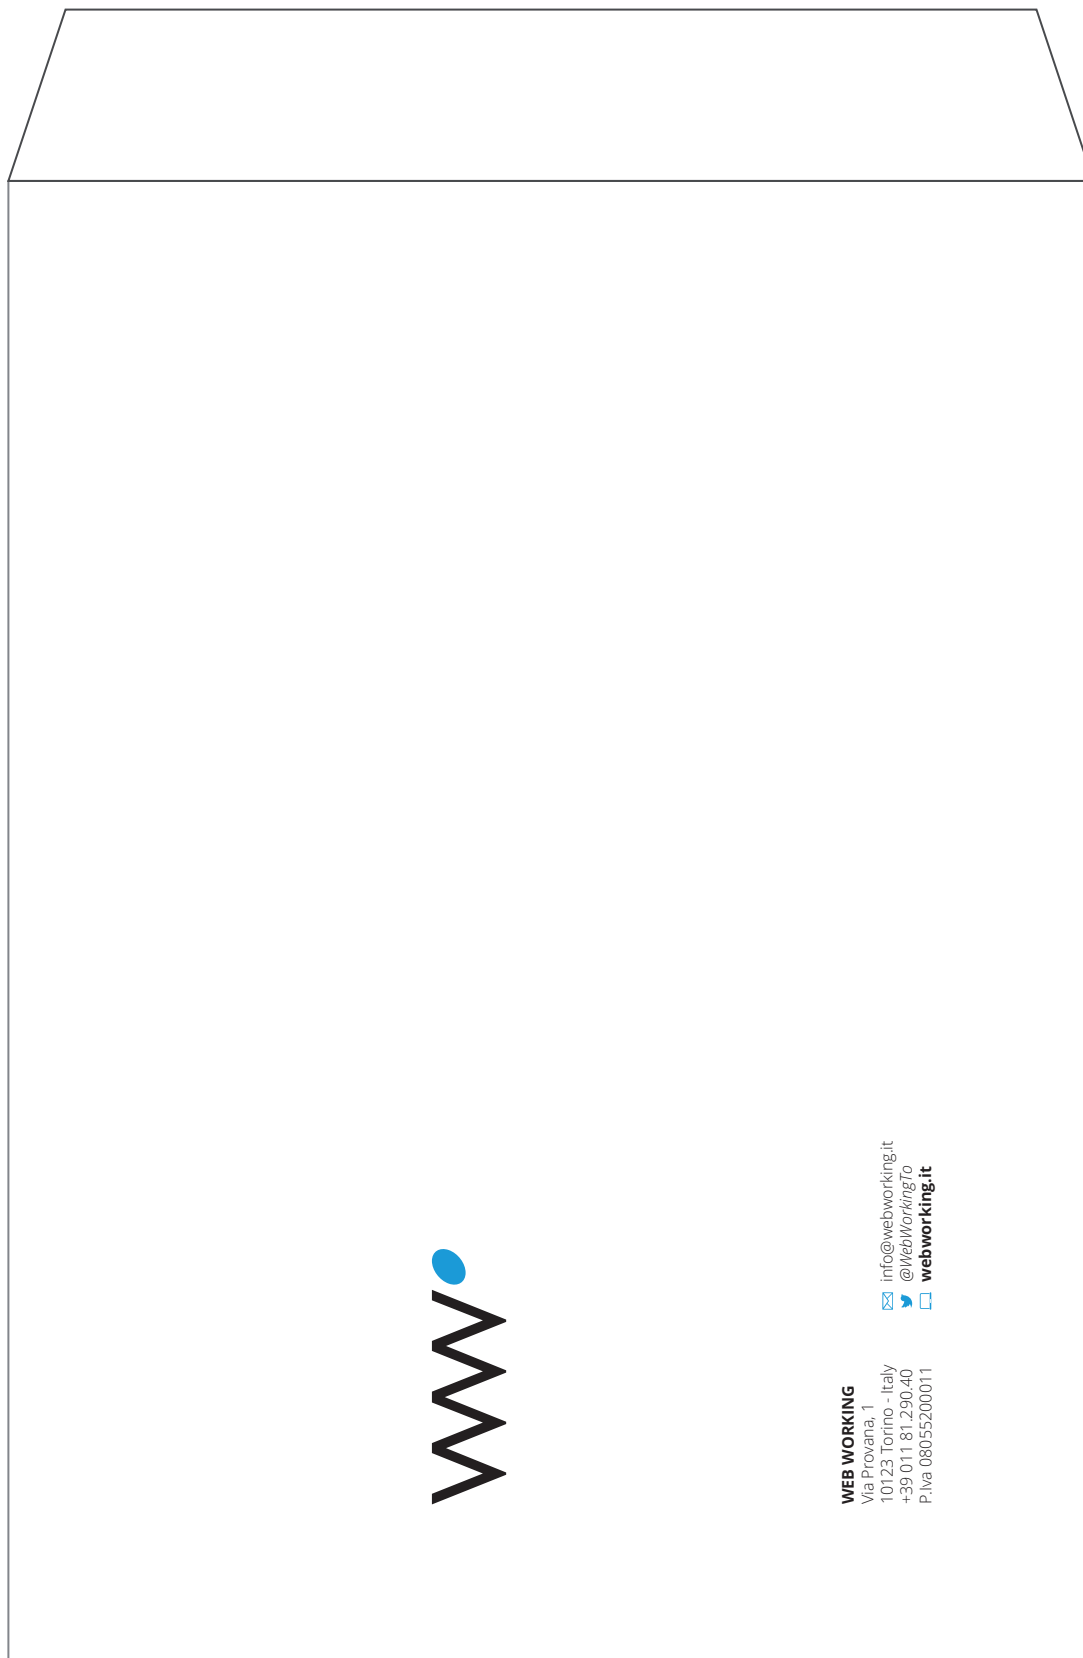 WW
WEB WORKING
Via Provana, 1
10123 Torino - Italy
+39 011 81.290.40
P.Iva 08055200011
info@webworking.it
@WebWorkingTo
webworking.it